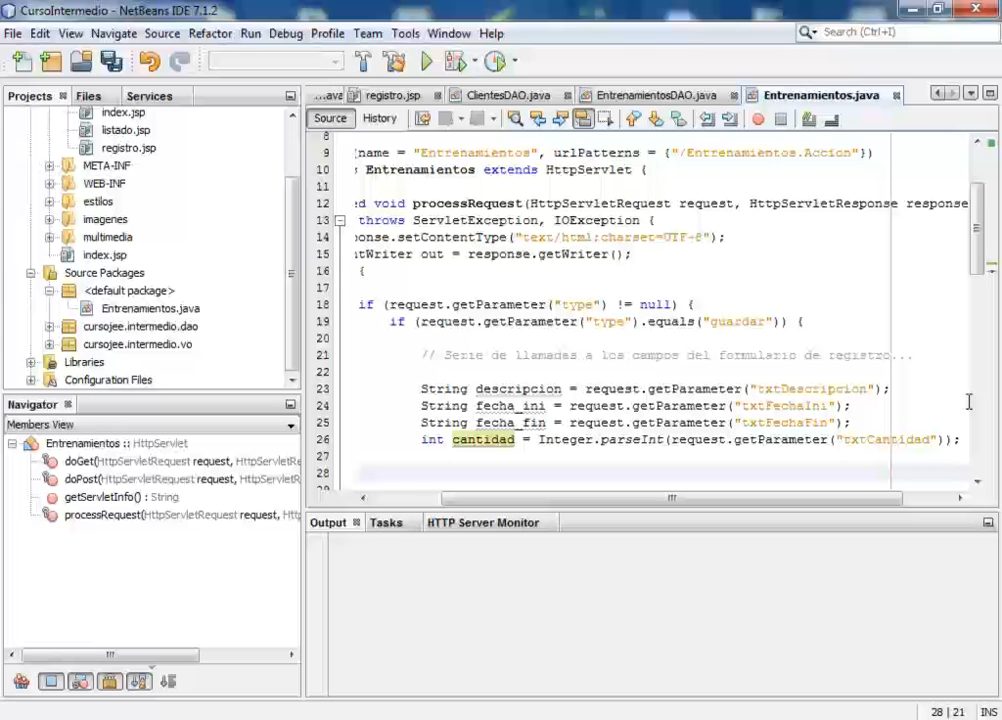 CursoIntermedio - NetBeans IDE 7.1.2
File Edit View Navigate Source Refactor Run Debug Profile Team Tools Window Help
Search (Ctrl+I)
Projects Files Services
index.jsp
listado.jsp
registro.jsp
META-INF
WEB-INF
estilos
imagenes
multimedia
index.jsp
Source Packages
<default package>
Entrenamientos.java
cursojee.intermedio.dao
cursojee.intermedio.vo
Libraries
Configuration Files
Navigator
Members View
Entrenamientos :: HttpServlet
doGet(HttpServletRequest request,
doPost(HttpServletRequest request,
getServletInfo() : String
processRequest(HttpServletRequest request,
...ava registro.jsp ClientesDAO.java EntrenamientosDAO.java Entrenamientos.java
Source History
8
9 (name = "Entrenamientos", urlPatterns = {"/Entrenamientos.Accion"})
10 Entrenamientos extends HttpServlet {
11
12 ed void processRequest(HttpServletRequest request, HttpServletResponse response
13 throws ServletException, IOException {
14 ponse.setContentType("text/html;charset=UTF-8");
15 ntWriter out = response.getWriter();
16 {
17
18 if (request.getParameter("type") != null) {
19 if (request.getParameter("type").equals("guardar")) {
20
21 // Serie de llamadas a los campos del formulario de registro...
22
23 String descripcion = request.getParameter("txtDescripcion");
24 String fecha_ini = request.getParameter("txtFechaIni");
25 String fecha_fin = request.getParameter("txtFechaFin");
26 int cantidad = Integer.parseInt(request.getParameter("txtCantidad"));
27
28
Output Tasks HTTP Server Monitor
28 | 21 INS